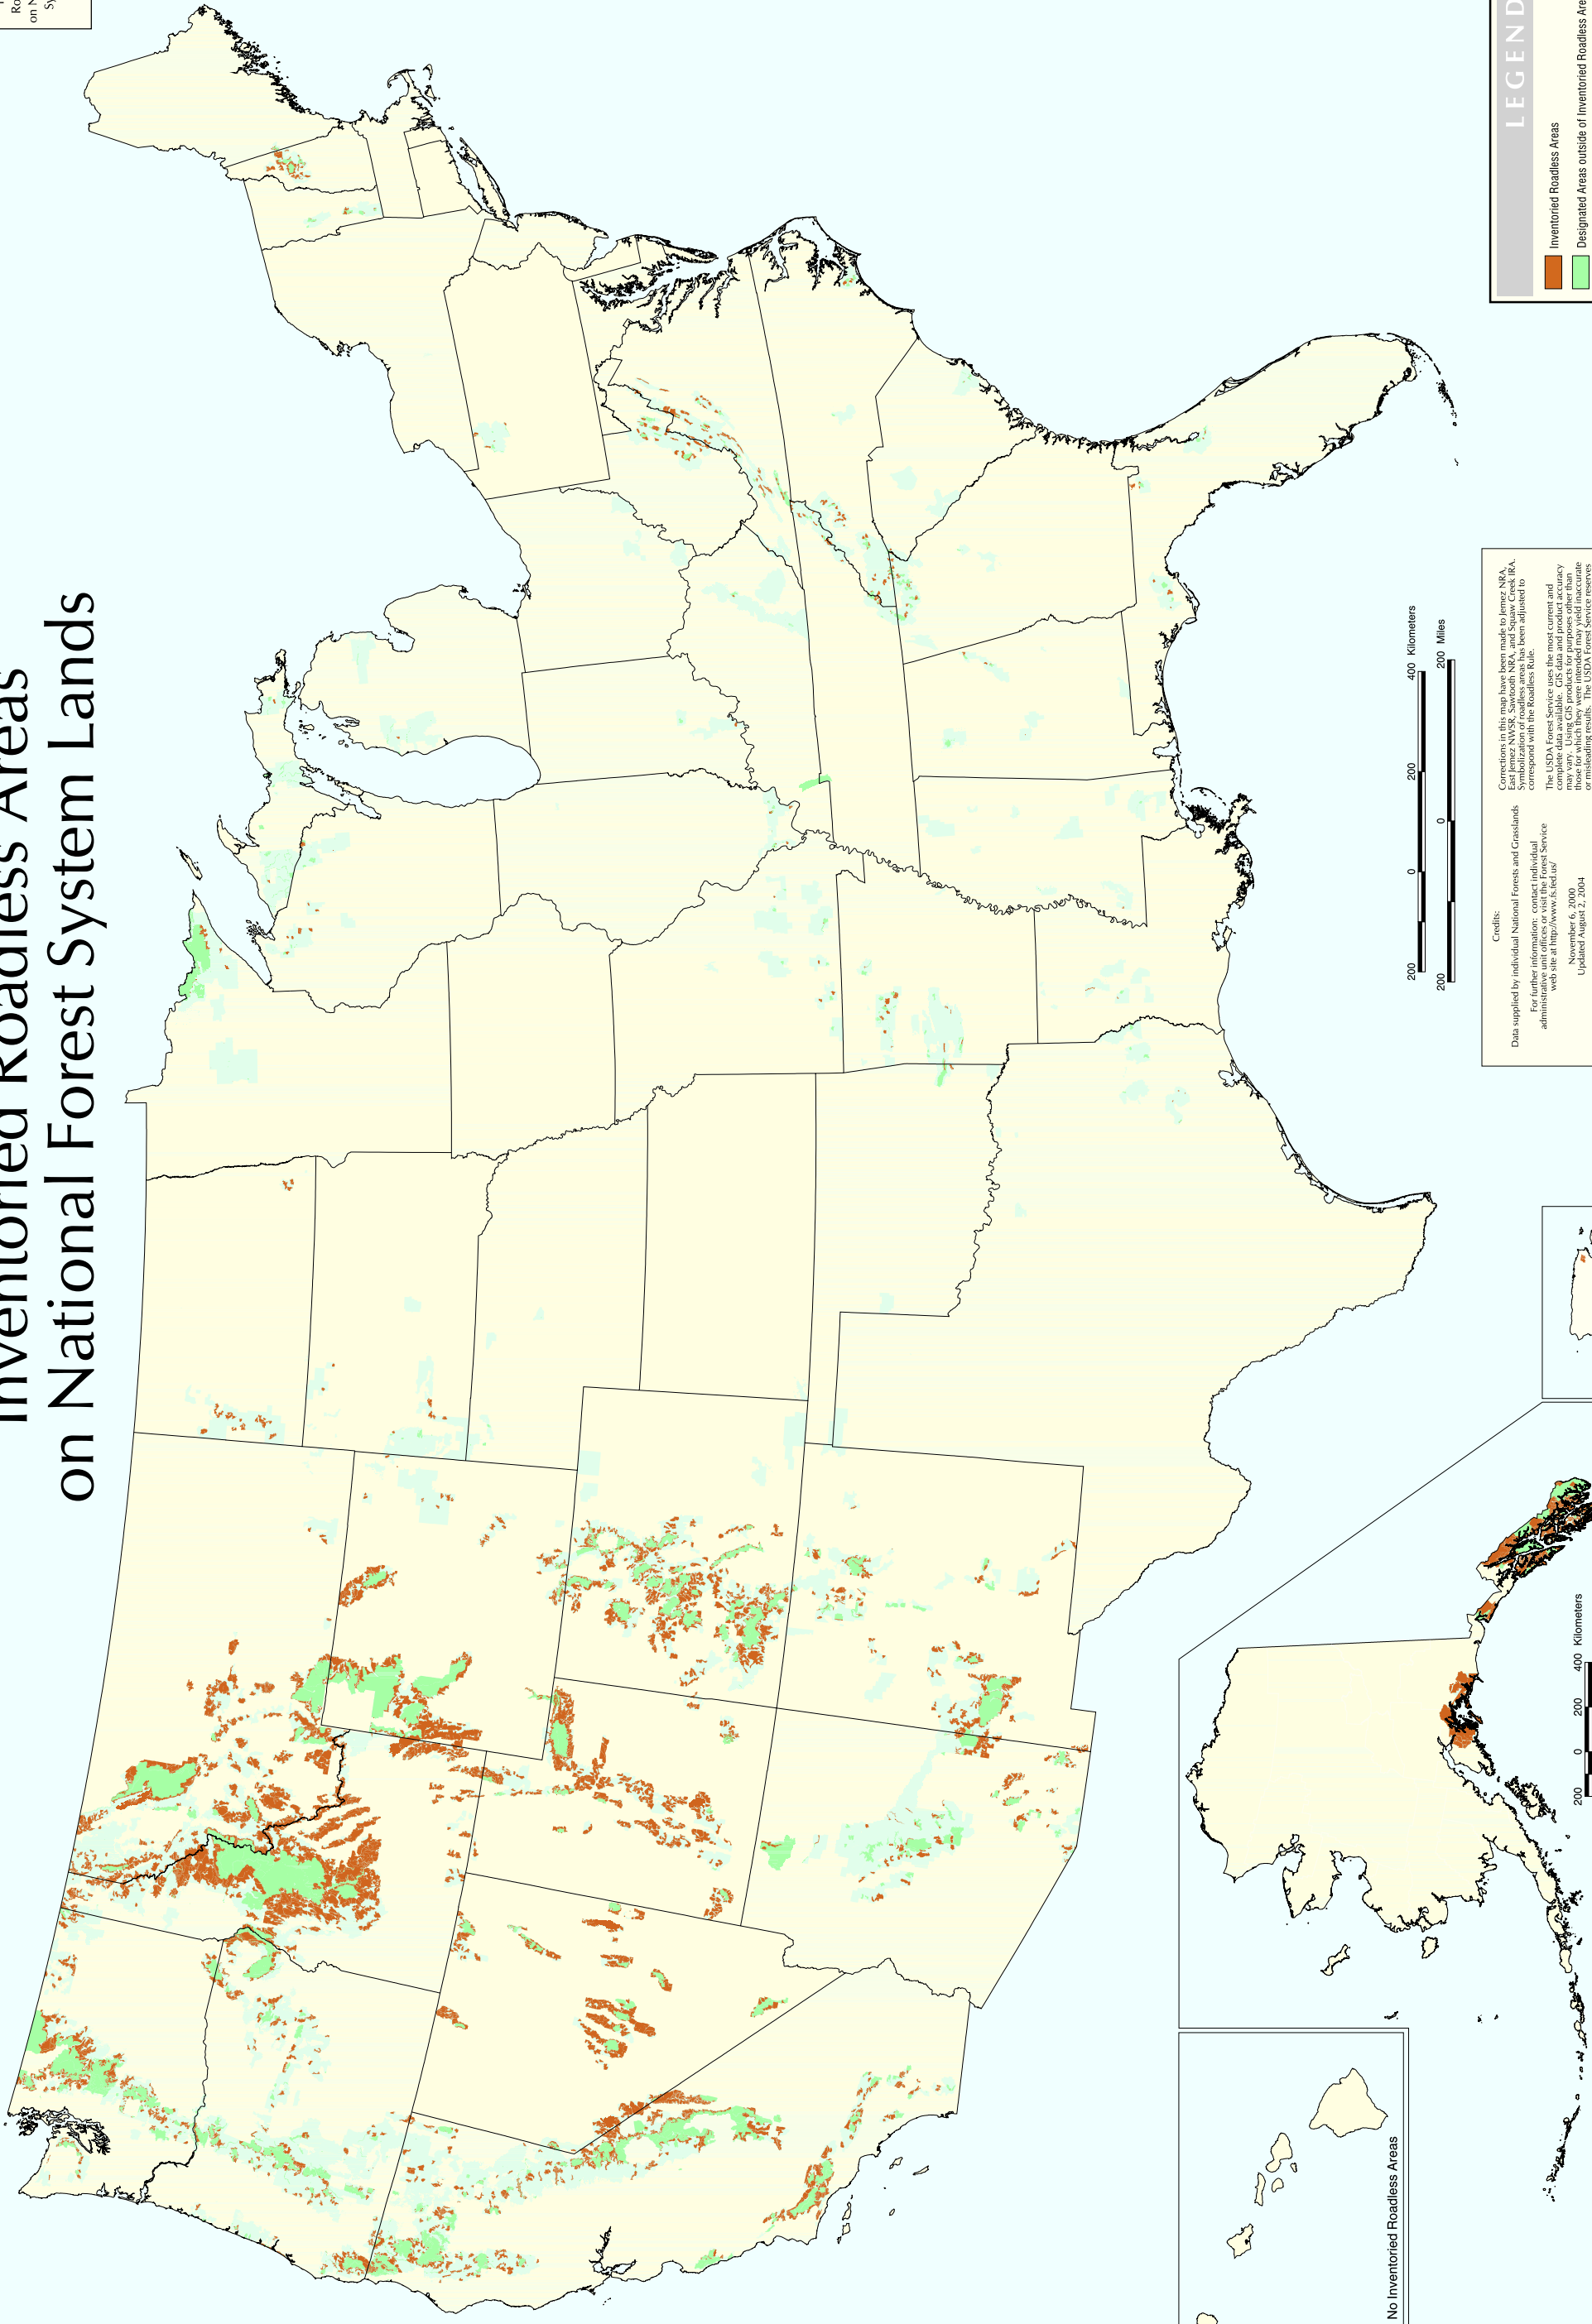 Inventoried Roadless Areas
on National Forest System Lands
Ro
on N
Sy
LEGEND
Inventoried Roadless Areas
Designated Areas outside of Inventoried Roadless Are
400 Kilometers
200
0
200
200 Miles
0
200
Corrections in this map have been made to Jemez NRA,
East Jemez NWSR, Sawtooth NRA, and Squaw Creek IRA.
Symbolization of roadless areas has been adjusted to
correspond with the Roadless Rule.
The USDA Forest Service uses the most current and
complete data available. GIS data and product accuracy
may vary. Using GIS products for purposes other than
those for which they were intended may yield inaccurate
or misleading results. The USDA Forest Service reserves
Credits:
Data supplied by individual National Forests and Grasslands
For further information: contact individual
administrative unit offices or visit the Forest Service
web site at http://www.fs.fed.us/
November 6, 2000
Updated August 2, 2004
200 0 200 400 Kilometers
No Inventoried Roadless Areas